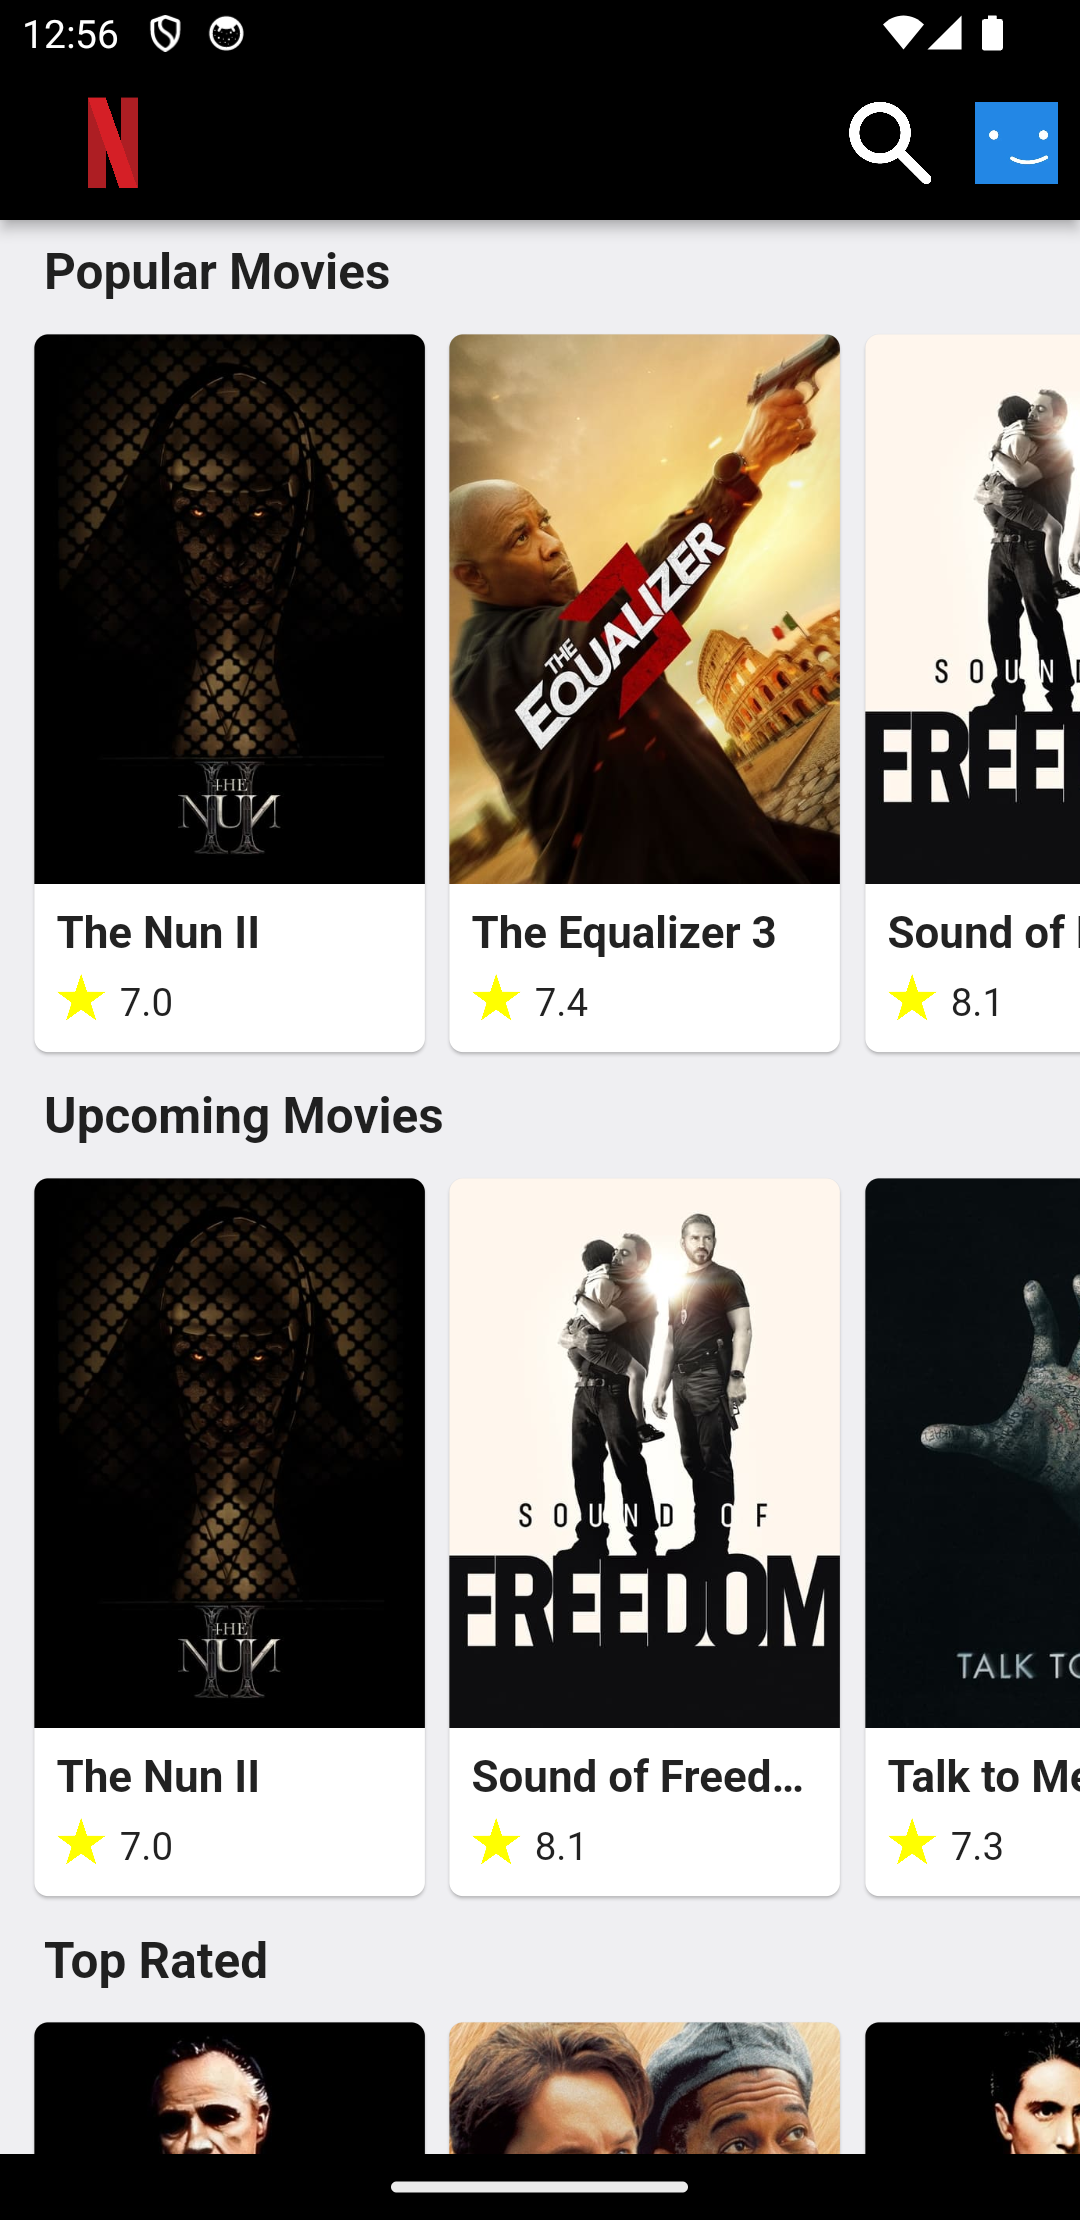 12:56
N
Popular Movies
THE
NUN
II
THE
EQUALIZER
3
SOUND
FREE
The Nun II
7.0
The Equalizer 3
7.4
Sound of
8.1
Upcoming Movies
THE
NUN
II
SOUND OF
FREEDOM
TALK TO
The Nun II
7.0
Sound of Freed...
8.1
Talk to Me
7.3
Top Rated